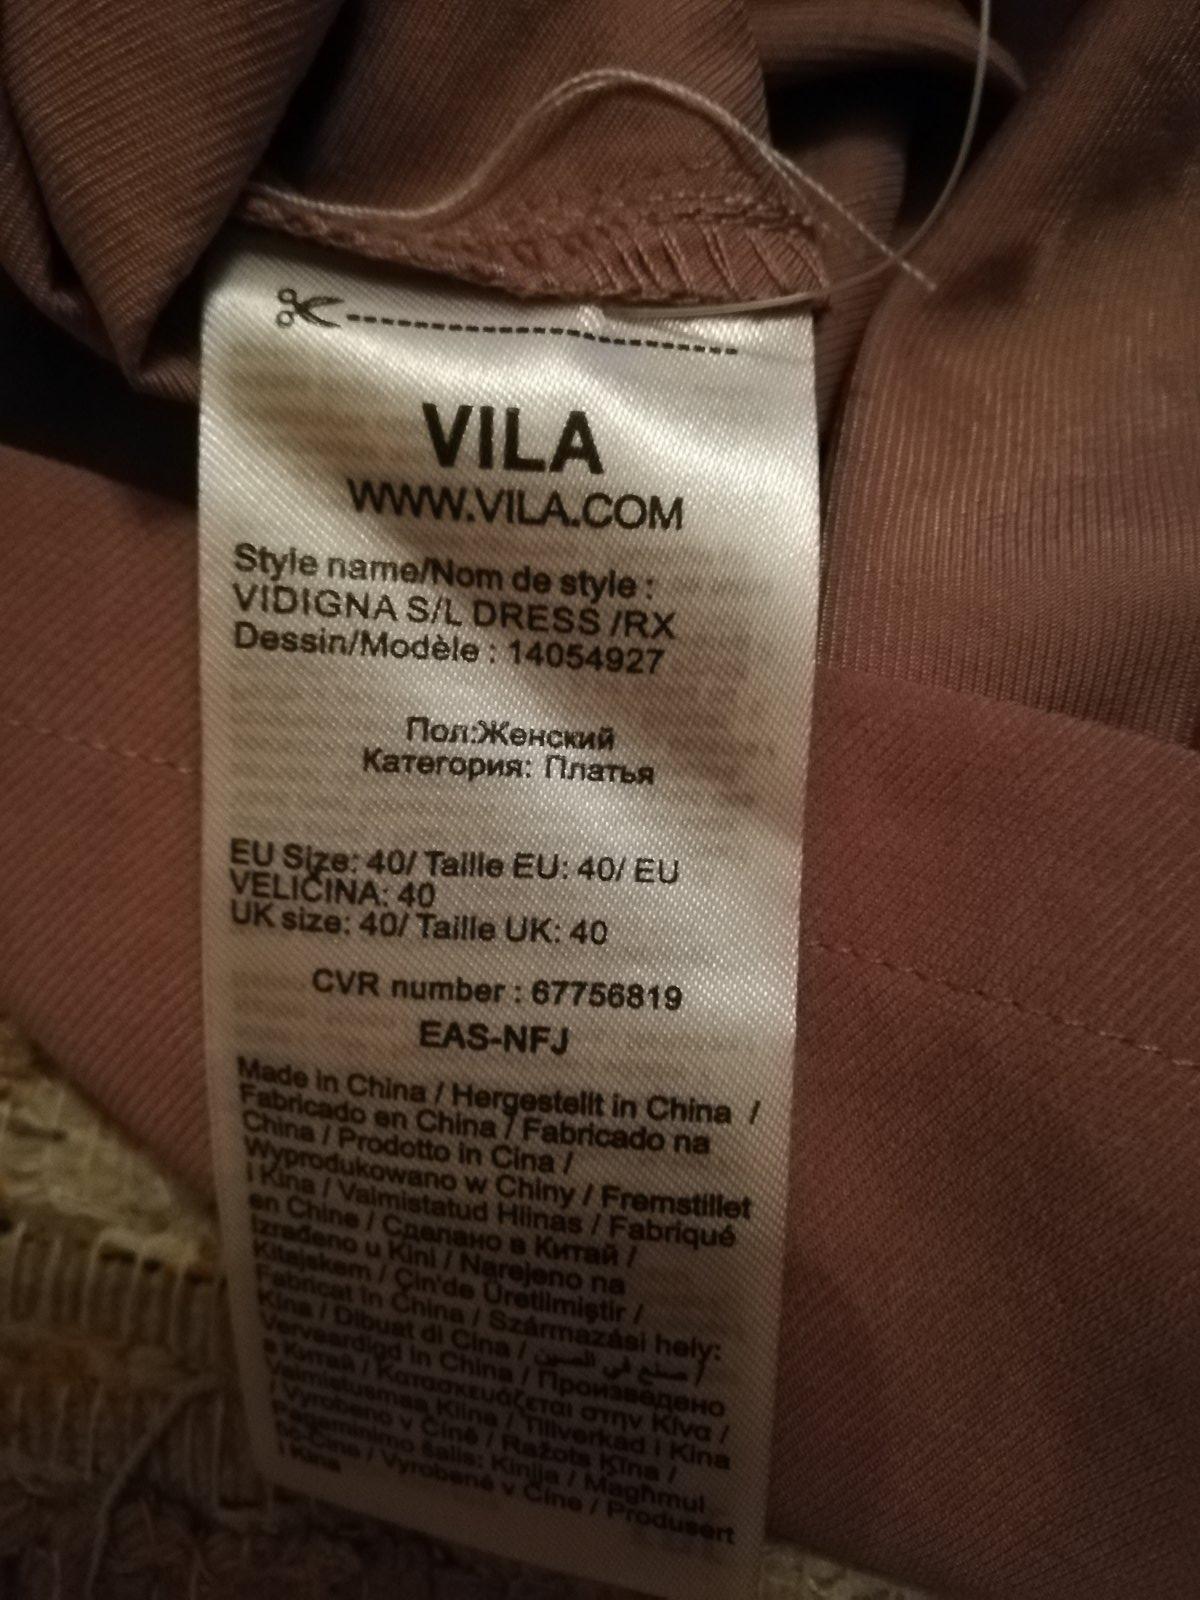 VILA
WWW.VILA.COM
Style name/Nom de style :
VIDIGNA S/L DRESS /RX
Dessin/Modèle : 14054927
Пол:Женский
Категория: Платья
EU Size: 40/ Taille EU: 40/ EU
VELIČINA: 40
UK size: 40/ Taille UK: 40
CVR number : 67756819
EAS-NFJ
Made in China / Hergestellt in China /
Fabricado en China / Fabricado na
China / Prodotto in Cina /
Wyprodukowano w Chiny / Fremstillet
i Kina / Valmistatud Hiinas / Fabriqué
en Chine / Сделано в Китай /
Izrađeno u Kini / Narejeno na
Kitajskem / Çin'de Üretilmiştir /
Fabricat în China / Származási hely:
Kína / Dibuat di Cina / صنع في الصين /
Vervaardigd in China / Произведено
в Китай / Κατασκευάζεται στην Κίνα /
Valmistusmaa Kiina / Tillverkad i Kina
/ Vyrobeno v Číně / Ražots Ķīna /
Pagaminimo šalis: Kinija / Magħmul
fiċ-Ċina / Vyrobené v Číne / Produsert
i Kina